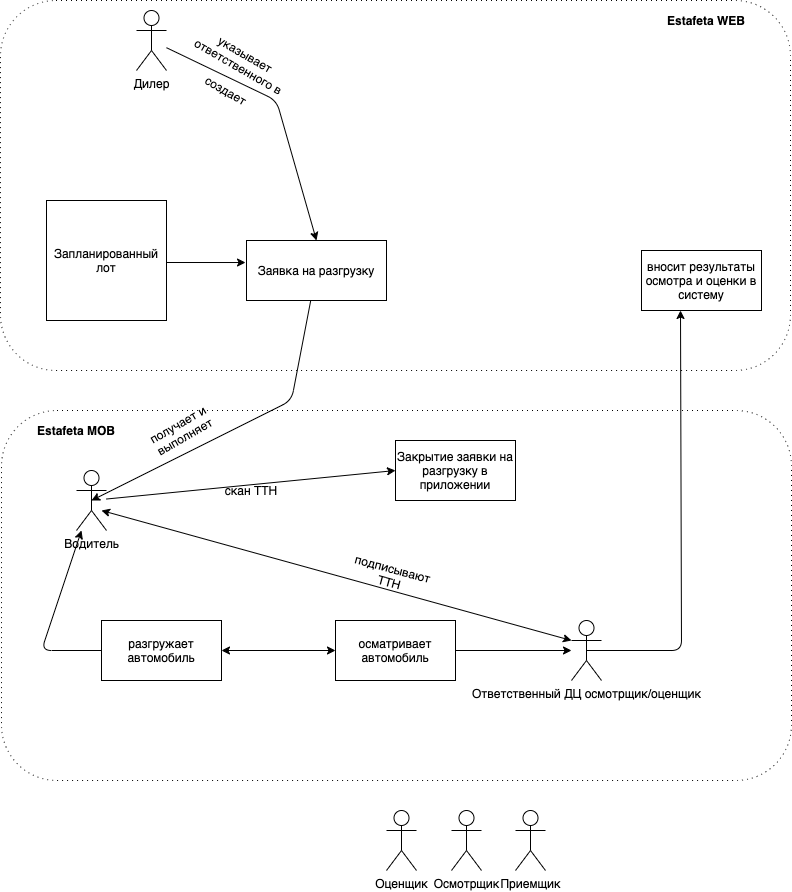 Estafeta WEB
Дилер
указывает
ответственного в
создает
Запланированный
лот
Заявка на разгрузку
вносит результаты
осмотра и оценки в
систему
Estafeta MOB
получает и
выполняет
Закрытие заявки на
разгрузку в
приложении
скан ТТН
Водитель
подписывают
ТТН
разгружает
автомобиль
осматривает
автомобиль
Ответственный ДЦ осмотрщик/оценщик
Оценщик
Осмотрщик
Приемщик